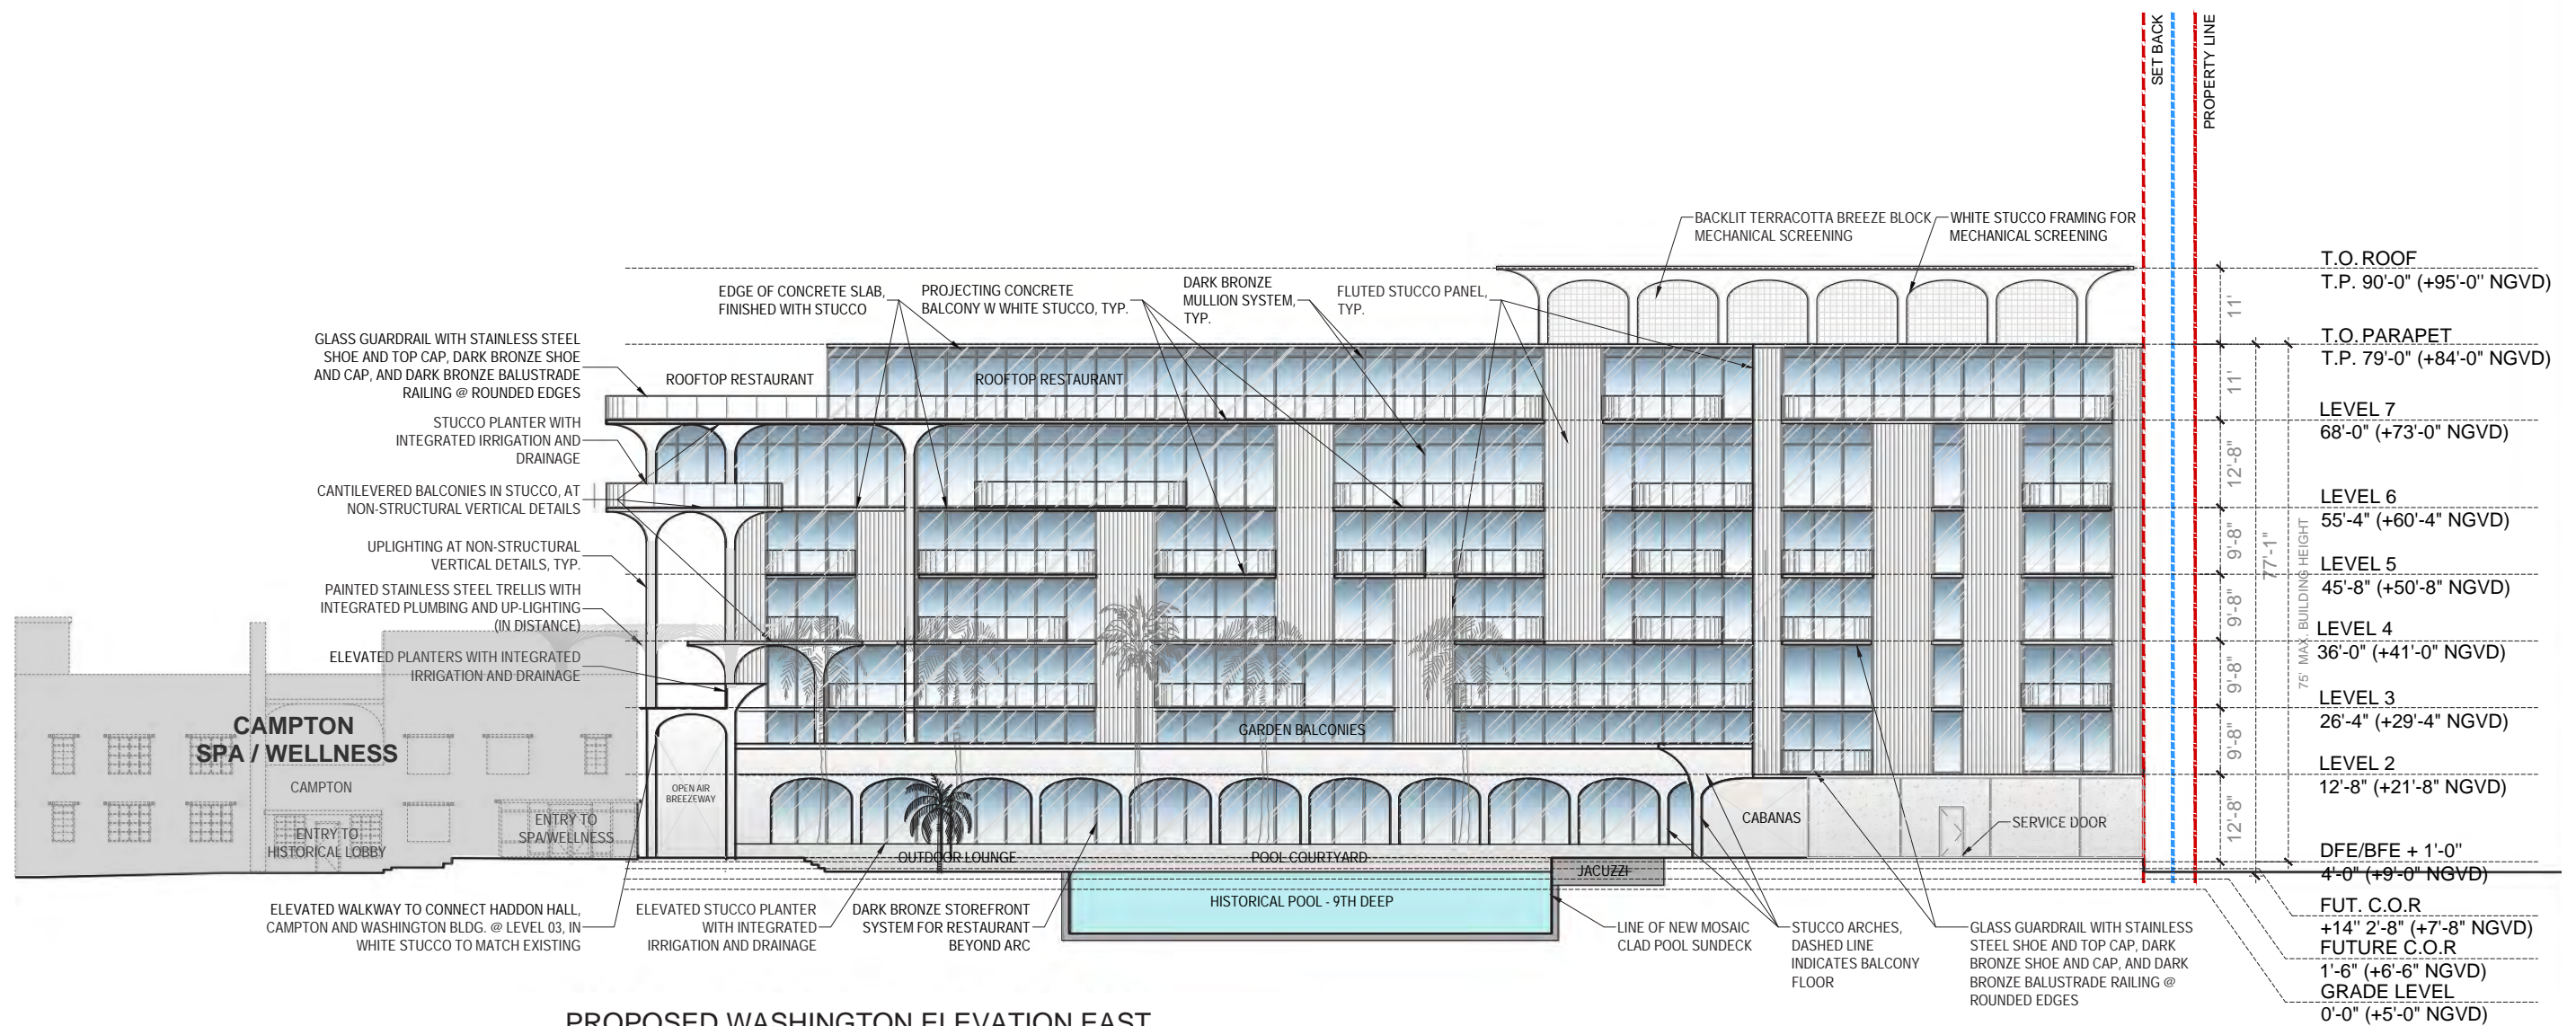 SET BACK
PROPERTY LINE
BACKLIT TERRACOTTA BREEZE BLOCK
MECHANICAL SCREENING
WHITE STUCCO FRAMING FOR
MECHANICAL SCREENING
EDGE OF CONCRETE SLAB,
FINISHED WITH STUCCO
PROJECTING CONCRETE
BALCONY W WHITE STUCCO, TYP.
DARK BRONZE
MULLION SYSTEM,
TYP.
FLUTED STUCCO PANEL,
TYP.
GLASS GUARDRAIL WITH STAINLESS STEEL
SHOE AND TOP CAP, DARK BRONZE SHOE
AND CAP, AND DARK BRONZE BALUSTRADE
RAILING @ ROUNDED EDGES
STUCCO PLANTER WITH
INTEGRATED IRRIGATION AND
DRAINAGE
CANTILEVERED BALCONIES IN STUCCO, AT
NON-STRUCTURAL VERTICAL DETAILS
UPLIGHTING AT NON-STRUCTURAL
VERTICAL DETAILS, TYP.
PAINTED STAINLESS STEEL TRELLIS WITH
INTEGRATED PLUMBING AND UP-LIGHTING
(IN DISTANCE)
ELEVATED PLANTERS WITH INTEGRATED
IRRIGATION AND DRAINAGE
ROOFTOP RESTAURANT
ROOFTOP RESTAURANT
GARDEN BALCONIES
CAMPTON
SPA / WELLNESS
CAMPTON
ENTRY TO
HISTORICAL LOBBY
ENTRY TO
SPA/WELLNESS
OPEN AIR
BREEZEWAY
OUTDOOR LOUNGE
POOL COURTYARD
CABANAS
SERVICE DOOR
JACUZZI
HISTORICAL POOL - 9TH DEEP
ELEVATED WALKWAY TO CONNECT HADDON HALL,
CAMPTON AND WASHINGTON BLDG. @ LEVEL 03, IN
WHITE STUCCO TO MATCH EXISTING
ELEVATED STUCCO PLANTER
WITH INTEGRATED
IRRIGATION AND DRAINAGE
DARK BRONZE STOREFRONT
SYSTEM FOR RESTAURANT
BEYOND ARC
LINE OF NEW MOSAIC
CLAD POOL SUNDECK
STUCCO ARCHES,
DASHED LINE
INDICATES BALCONY
FLOOR
GLASS GUARDRAIL WITH STAINLESS
STEEL SHOE AND TOP CAP, DARK
BRONZE SHOE AND CAP, AND DARK
BRONZE BALUSTRADE RAILING @
ROUNDED EDGES
11'
11'
12'-8"
9'-8"
9'-8"
9'-8"
9'-8"
12'-8"
77'-1"
75' MAX. BUILDING HEIGHT
T.O. ROOF
T.P. 90'-0" (+95'-0" NGVD)
T.O. PARAPET
T.P. 79'-0" (+84'-0" NGVD)
LEVEL 7
68'-0" (+73'-0" NGVD)
LEVEL 6
55'-4" (+60'-4" NGVD)
LEVEL 5
45'-8" (+50'-8" NGVD)
LEVEL 4
36'-0" (+41'-0" NGVD)
LEVEL 3
26'-4" (+29'-4" NGVD)
LEVEL 2
12'-8" (+21'-8" NGVD)
DFE/BFE + 1'-0"
4'-0" (+9'-0" NGVD)
FUT. C.O.R
+14" 2'-8" (+7'-8" NGVD)
FUTURE C.O.R
1'-6" (+6'-6" NGVD)
GRADE LEVEL
0'-0" (+5'-0" NGVD)
PROPOSED WASHINGTON ELEVATION EAST